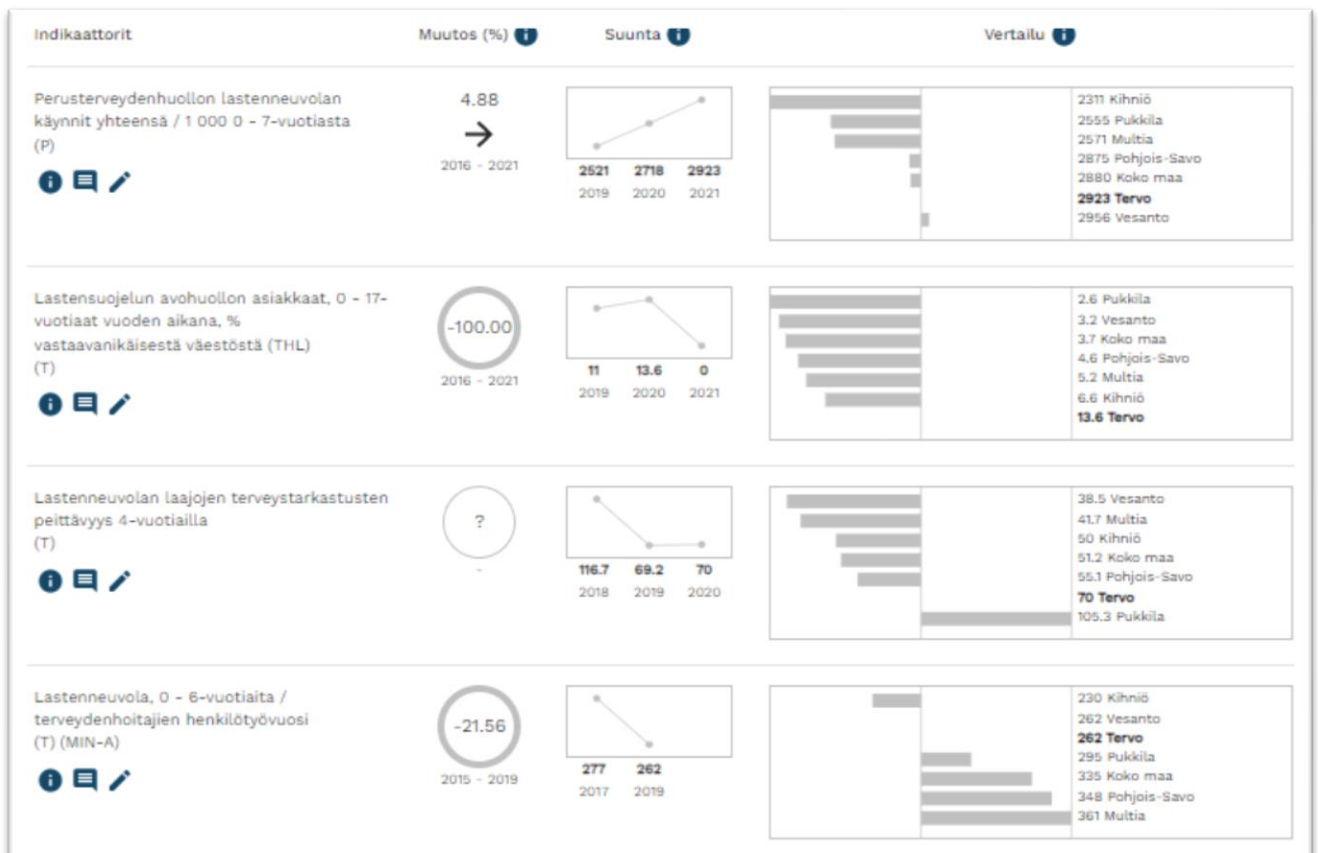 Indikaattorit Muutos (%) Suunta Vertailu
Perusterveydenhuollon lastenneuvolan
käynnit yhteensä / 1 000 0 - 7-vuotiasta
(P)
4.88
2016 - 2021
2521 2718 2923
2019 2020 2021
2311 Kihniö
2555 Pukkila
2571 Multia
2875 Pohjois-Savo
2880 Koko maa
2923 Tervo
2956 Vesanto
Lastensuojelun avohuollon asiakkaat, 0 - 17-
vuotiaat vuoden aikana, %
vastaavanikäisestä väestöstä (THL)
(T)
-100.00
2016 - 2021
11 13.6 0
2019 2020 2021
2.6 Pukkila
3.2 Vesanto
3.7 Koko maa
4.6 Pohjois-Savo
5.2 Multia
6.6 Kihniö
13.6 Tervo
Lastenneuvolan laajojen terveystarkastusten
peittävyys 4-vuotiailla
(T)
?
-
116.7 69.2 70
2018 2019 2020
38.5 Vesanto
41.7 Multia
50 Kihniö
51.2 Koko maa
55.1 Pohjois-Savo
70 Tervo
105.3 Pukkila
Lastenneuvola, 0 - 6-vuotiaita /
terveydenhoitajien henkilötyövuosi
(T) (MIN-A)
-21.56
2015 - 2019
277 262
2017 2019
230 Kihniö
262 Vesanto
262 Tervo
295 Pukkila
335 Koko maa
348 Pohjois-Savo
361 Multia